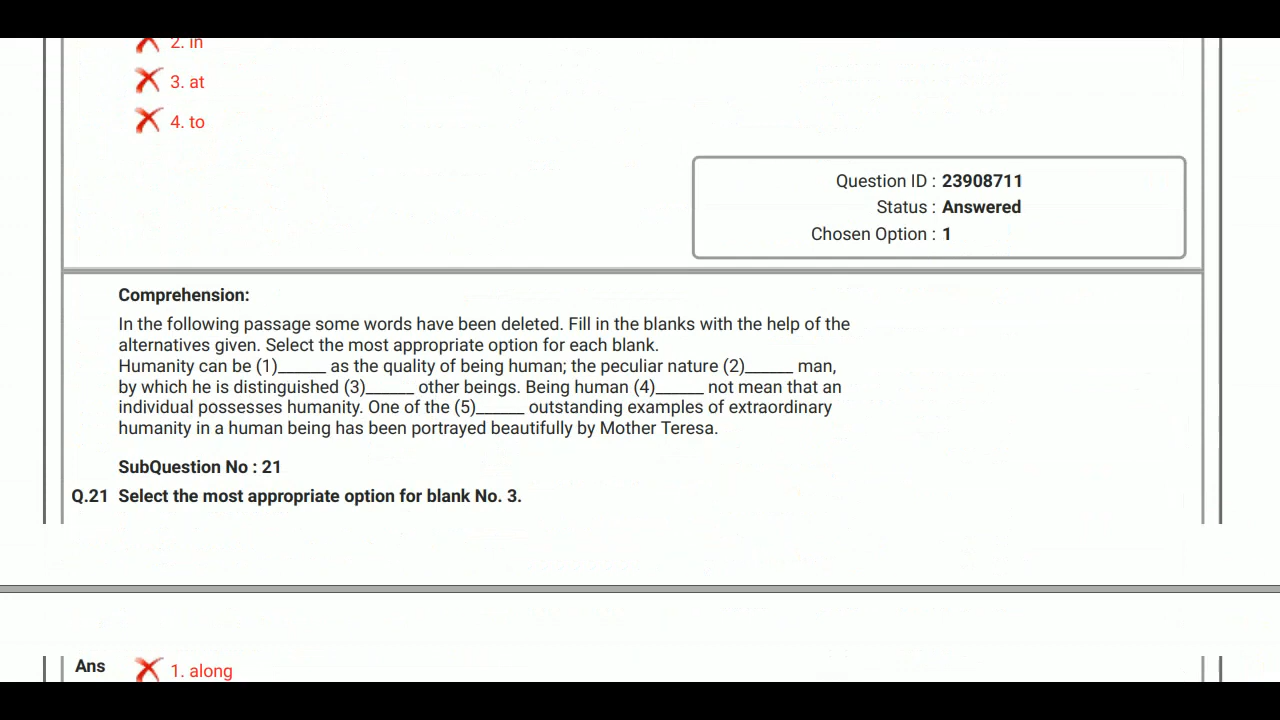 2. in
3. at
4. to
Question ID : 23908711
Status : Answered
Chosen Option : 1
Comprehension:
In the following passage some words have been deleted. Fill in the blanks with the help of the
alternatives given. Select the most appropriate option for each blank.
Humanity can be (1)_____ as the quality of being human; the peculiar nature (2)_____ man,
by which he is distinguished (3)_____ other beings. Being human (4)_____ not mean that an
individual possesses humanity. One of the (5)_____ outstanding examples of extraordinary
humanity in a human being has been portrayed beautifully by Mother Teresa.
SubQuestion No : 21
Q.21 Select the most appropriate option for blank No. 3.
Ans 1. along